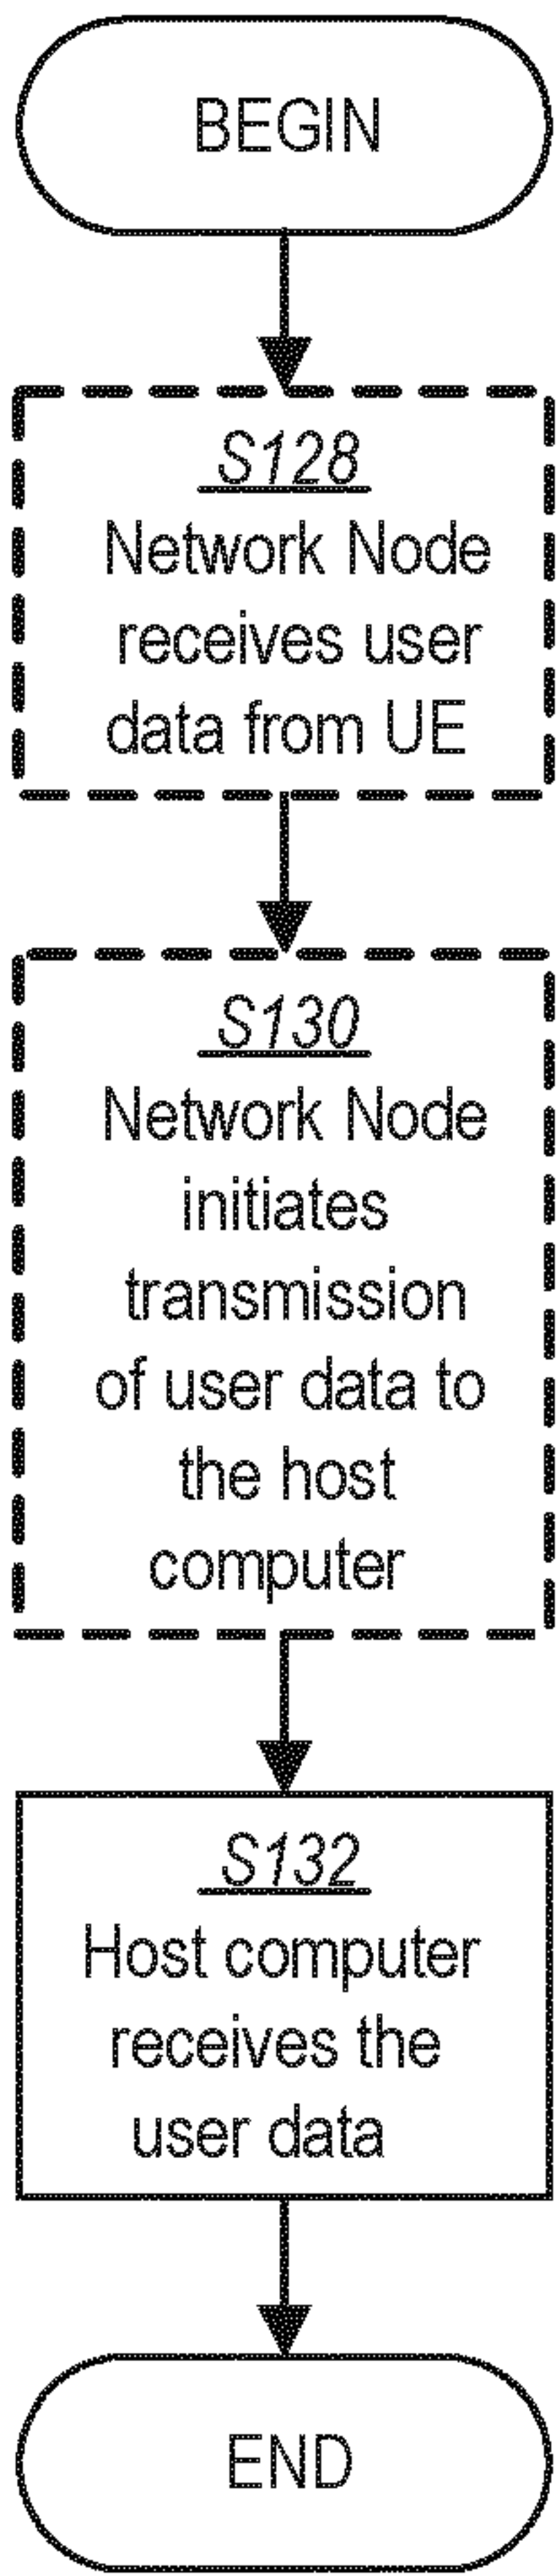 BEGIN
S128
Network Node
receives user
data from UE
S130
Network Node
initiates
transmission
of user data to
the host
computer
S132
Host computer
receives the
user data
END